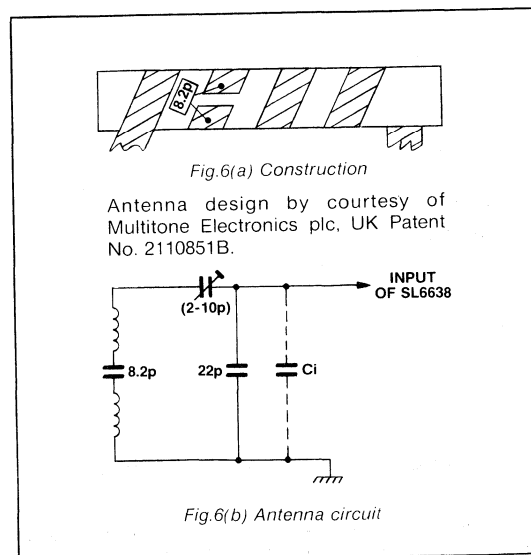 8.2p
Fig.6(a) Construction
Antenna design by courtesy of
Multitone Electronics plc, UK Patent
No. 2110851B.
INPUT
OF SL6638
(2-10p)
8.2p
22p
Ci
Fig.6(b) Antenna circuit